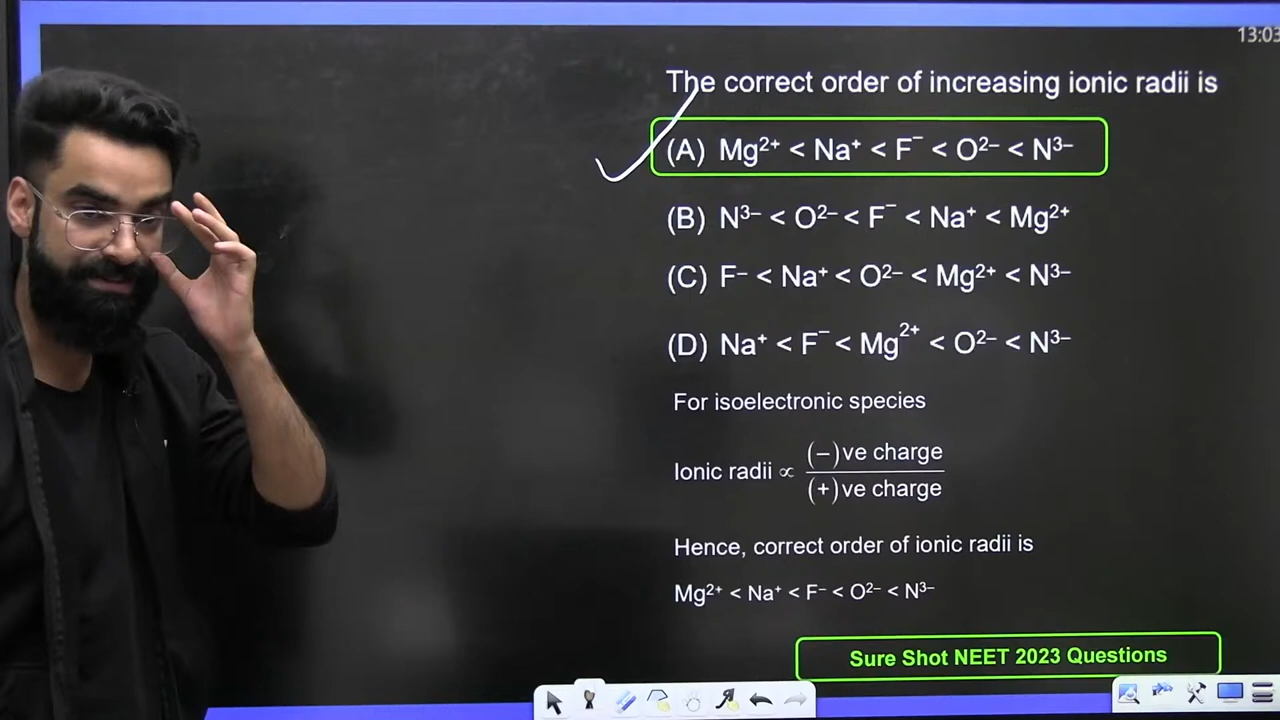 13:03
The correct order of increasing ionic radii is
(A) Mg²⁺ < Na⁺ < F⁻ < O²⁻ < N³⁻
(B) N³⁻ < O²⁻ < F⁻ < Na⁺ < Mg²⁺
(C) F⁻ < Na⁺ < O²⁻ < Mg²⁺ < N³⁻
(D) Na⁺ < F⁻ < Mg²⁺ < O²⁻ < N³⁻
For isoelectronic species
Ionic radii ∝ (−)ve charge / (+)ve charge
Hence, correct order of ionic radii is
Mg²⁺ < Na⁺ < F⁻ < O²⁻ < N³⁻
Sure Shot NEET 2023 Questions